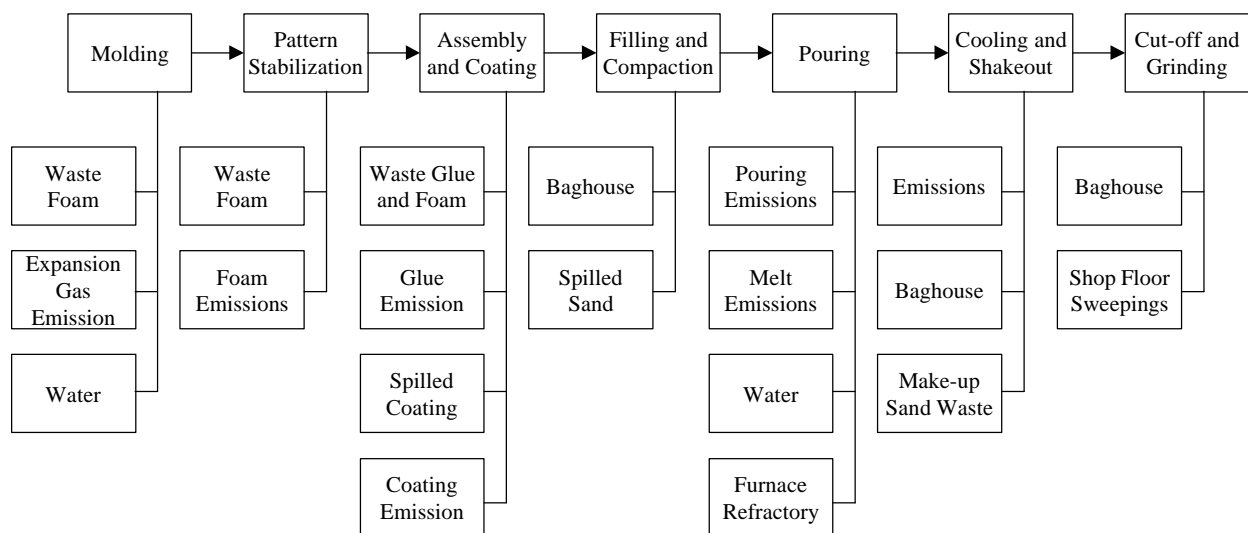 Molding
Pattern
Stabilization
Assembly
and Coating
Filling and
Compaction
Pouring
Cooling and
Shakeout
Cut-off and
Grinding
Waste
Foam
Expansion
Gas
Emission
Water
Waste
Foam
Foam
Emissions
Waste Glue
and Foam
Glue
Emission
Spilled
Coating
Coating
Emission
Baghouse
Spilled
Sand
Pouring
Emissions
Melt
Emissions
Water
Furnace
Refractory
Emissions
Baghouse
Make-up
Sand Waste
Baghouse
Shop Floor
Sweepings